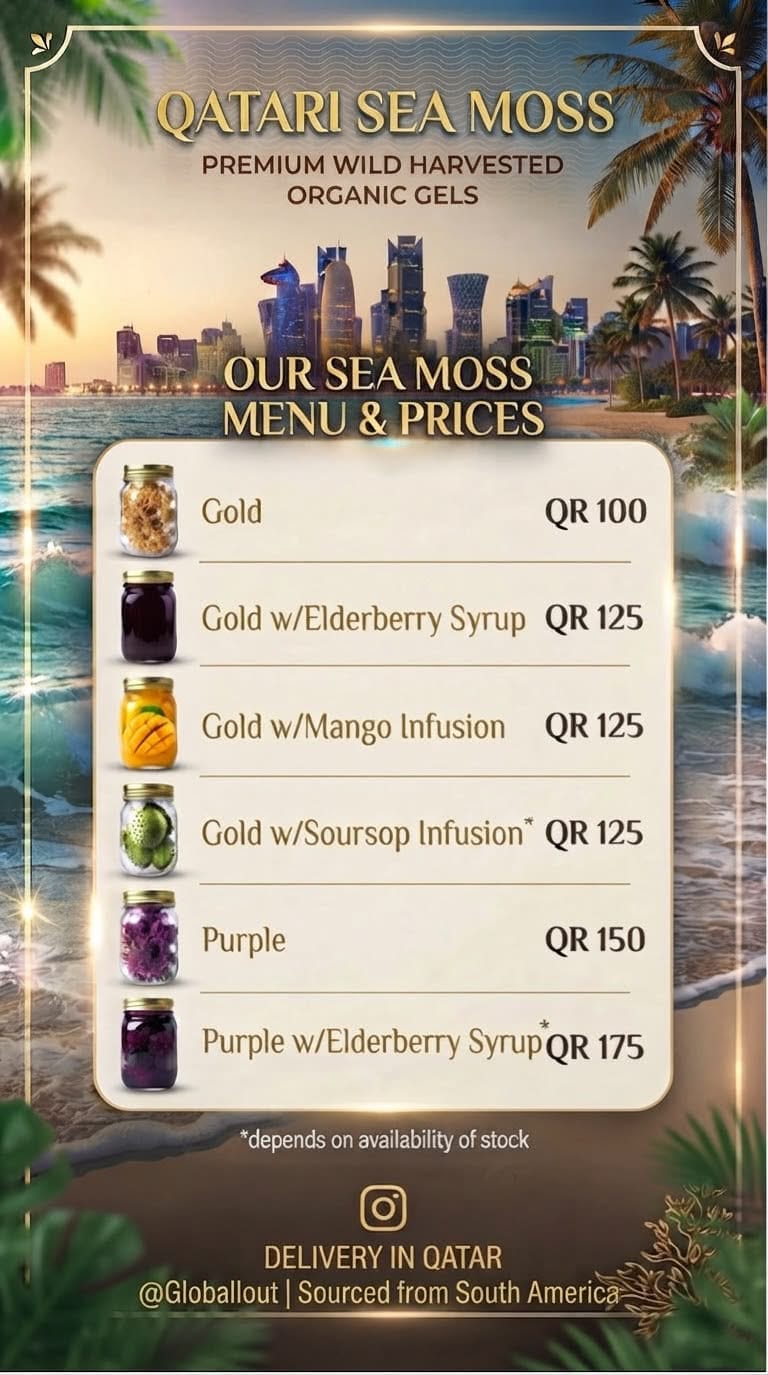 QATARI SEA MOSS
PREMIUM WILD HARVESTED
ORGANIC GELS
OUR SEA MOSS
MENU & PRICES
Gold QR 100
Gold w/Elderberry Syrup QR 125
Gold w/Mango Infusion QR 125
Gold w/Soursop Infusion* QR 125
Purple QR 150
Purple w/Elderberry Syrup* QR 175
*depends on availability of stock
DELIVERY IN QATAR
@Globallout | Sourced from South America